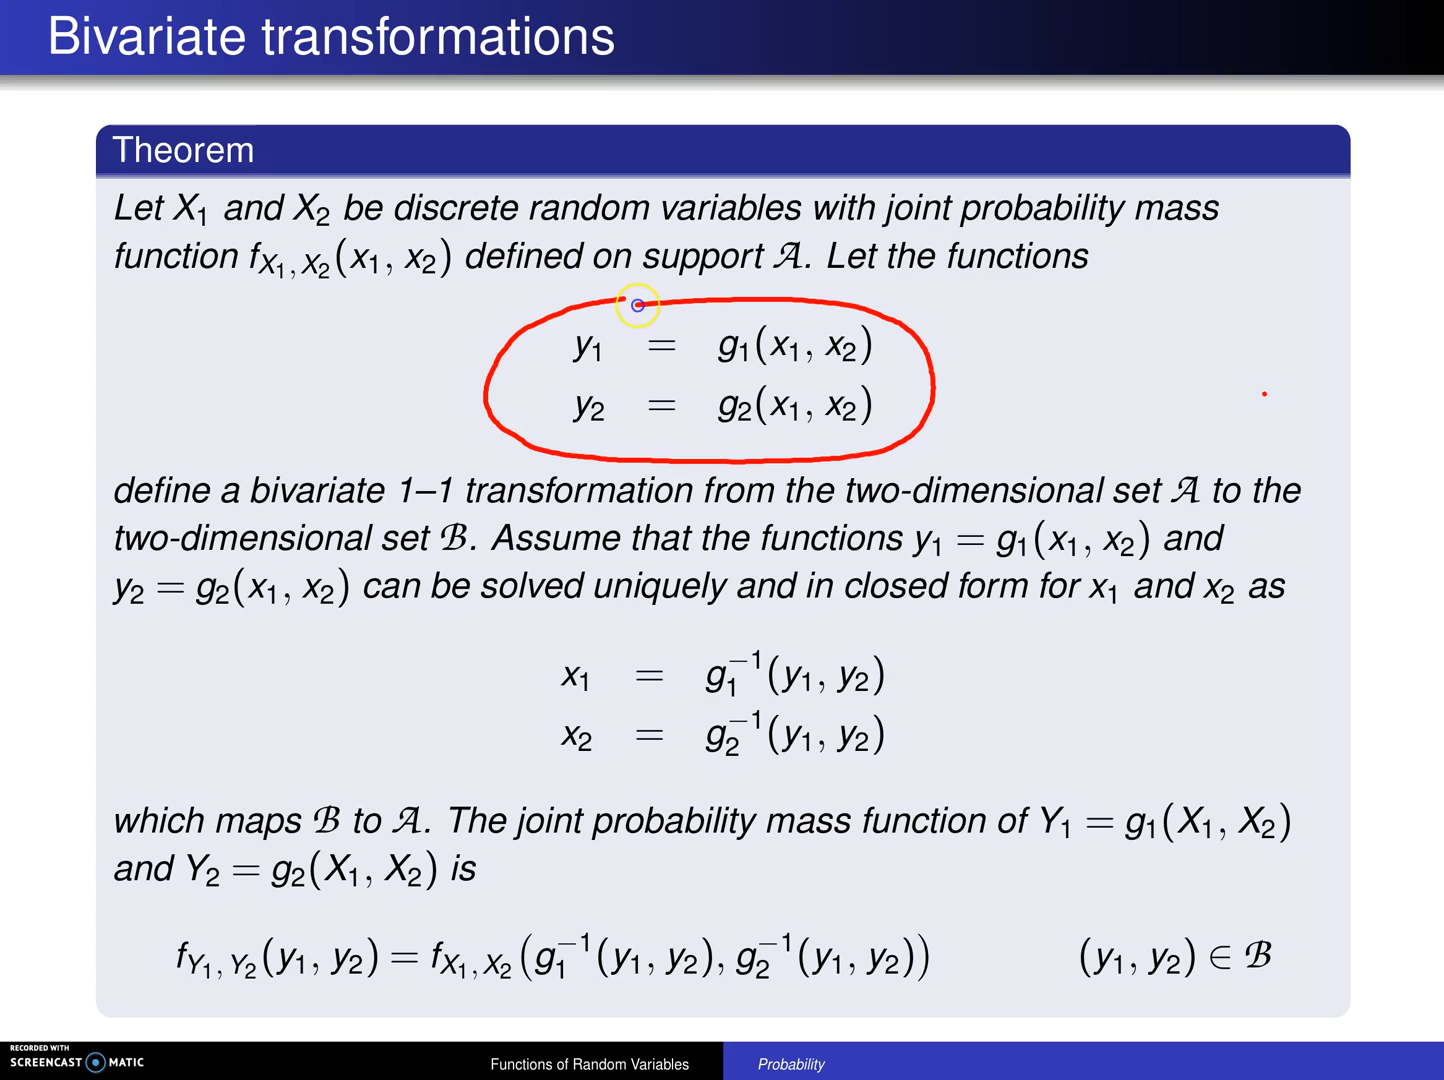 Bivariate transformations
Theorem
Let X₁ and X₂ be discrete random variables with joint probability mass
function f_{X₁,X₂}(x₁, x₂) defined on support 𝒜. Let the functions
y₁ = g₁(x₁, x₂)
y₂ = g₂(x₁, x₂)
define a bivariate 1–1 transformation from the two-dimensional set 𝒜 to the
two-dimensional set ℬ. Assume that the functions y₁ = g₁(x₁, x₂) and
y₂ = g₂(x₁, x₂) can be solved uniquely and in closed form for x₁ and x₂ as
x₁ = g₁⁻¹(y₁, y₂)
x₂ = g₂⁻¹(y₁, y₂)
which maps ℬ to 𝒜. The joint probability mass function of Y₁ = g₁(X₁, X₂)
and Y₂ = g₂(X₁, X₂) is
f_{Y₁,Y₂}(y₁, y₂) = f_{X₁,X₂}(g₁⁻¹(y₁, y₂), g₂⁻¹(y₁, y₂)) (y₁, y₂) ∈ ℬ
RECORDED WITH
SCREENCAST MATIC
Functions of Random Variables Probability